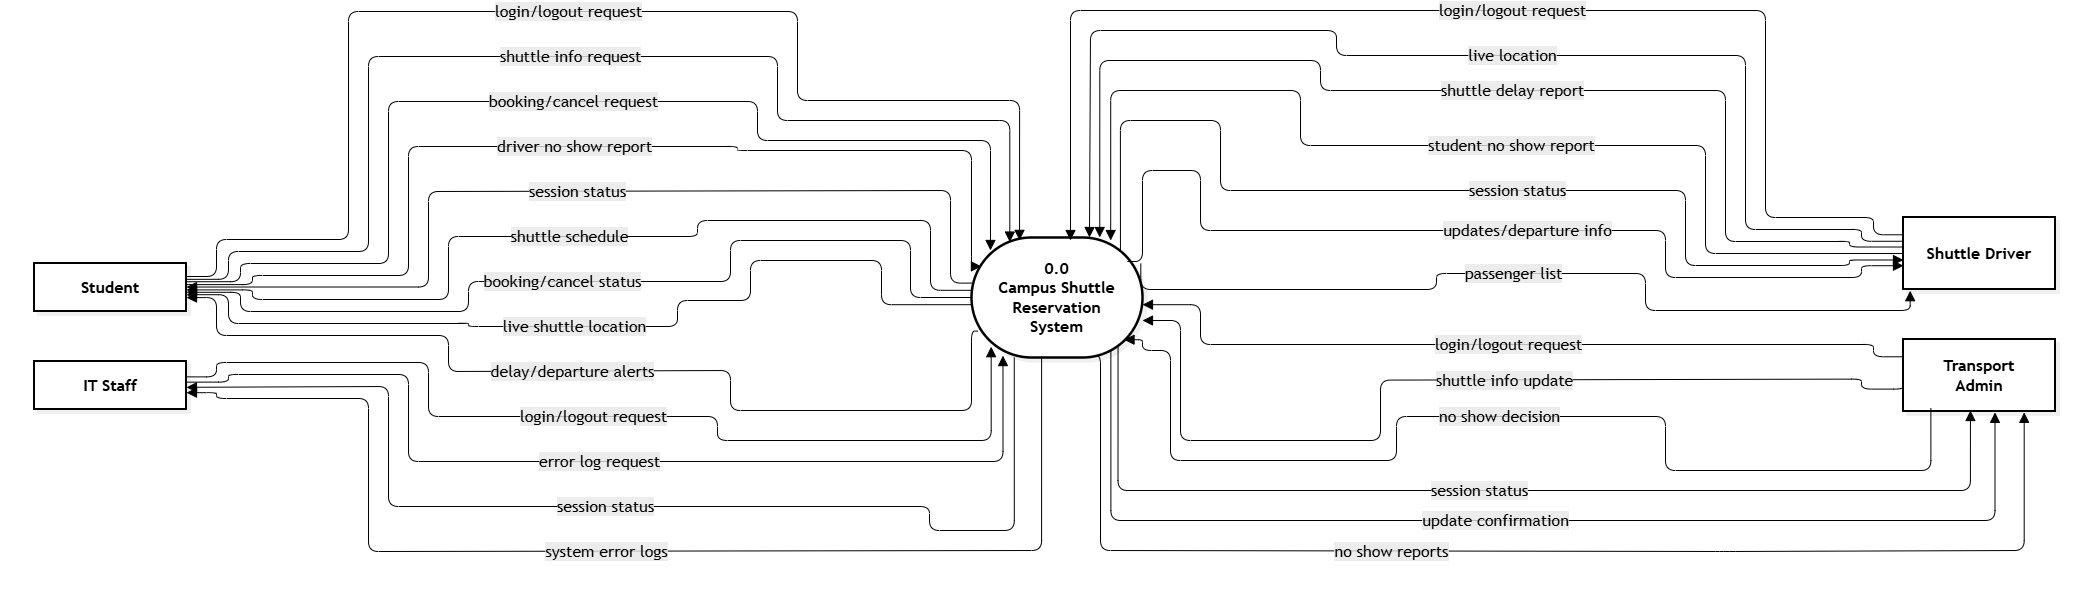 login/logout request
shuttle info request
booking/cancel request
driver no show report
session status
shuttle schedule
booking/cancel status
live shuttle location
delay/departure alerts
login/logout request
error log request
session status
system error logs
Student
IT Staff
0.0
Campus Shuttle
Reservation
System
login/logout request
live location
shuttle delay report
student no show report
session status
updates/departure info
passenger list
login/logout request
shuttle info update
no show decision
session status
update confirmation
no show reports
Shuttle Driver
Transport
Admin